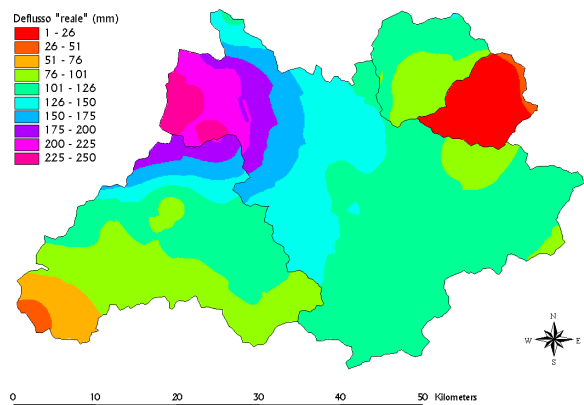 Deflusso "reale" (mm)
1 - 26
26 - 51
51 - 76
76 - 101
101 - 126
126 - 150
150 - 175
175 - 200
200 - 225
225 - 250
N
W E
S
0 10 20 30 40 50 Kilometers